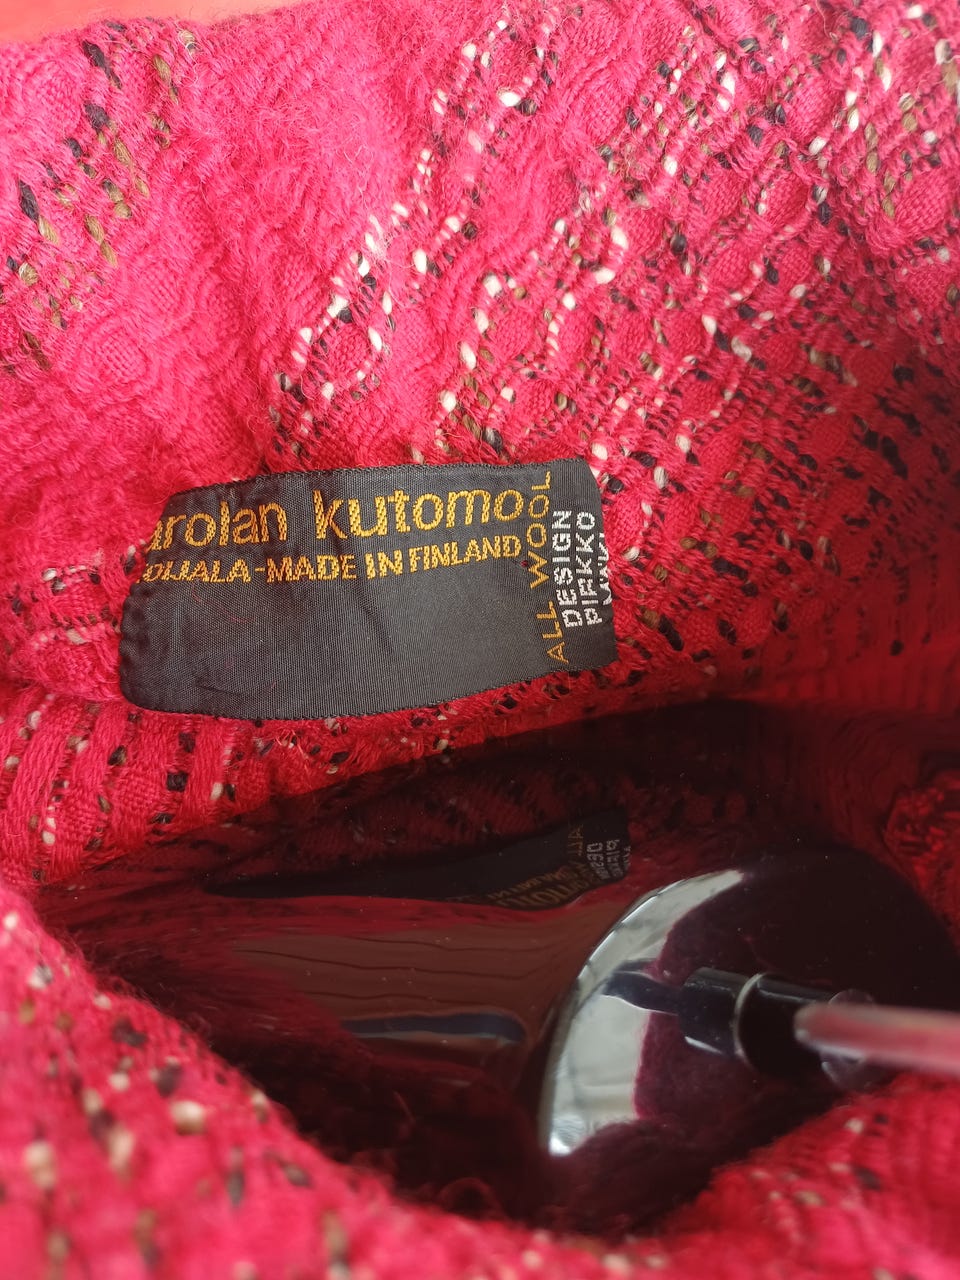 arolan kutomo
OIJALA-MADE IN FINLAND
ALL WOOL
DESIGN
PIRKKO